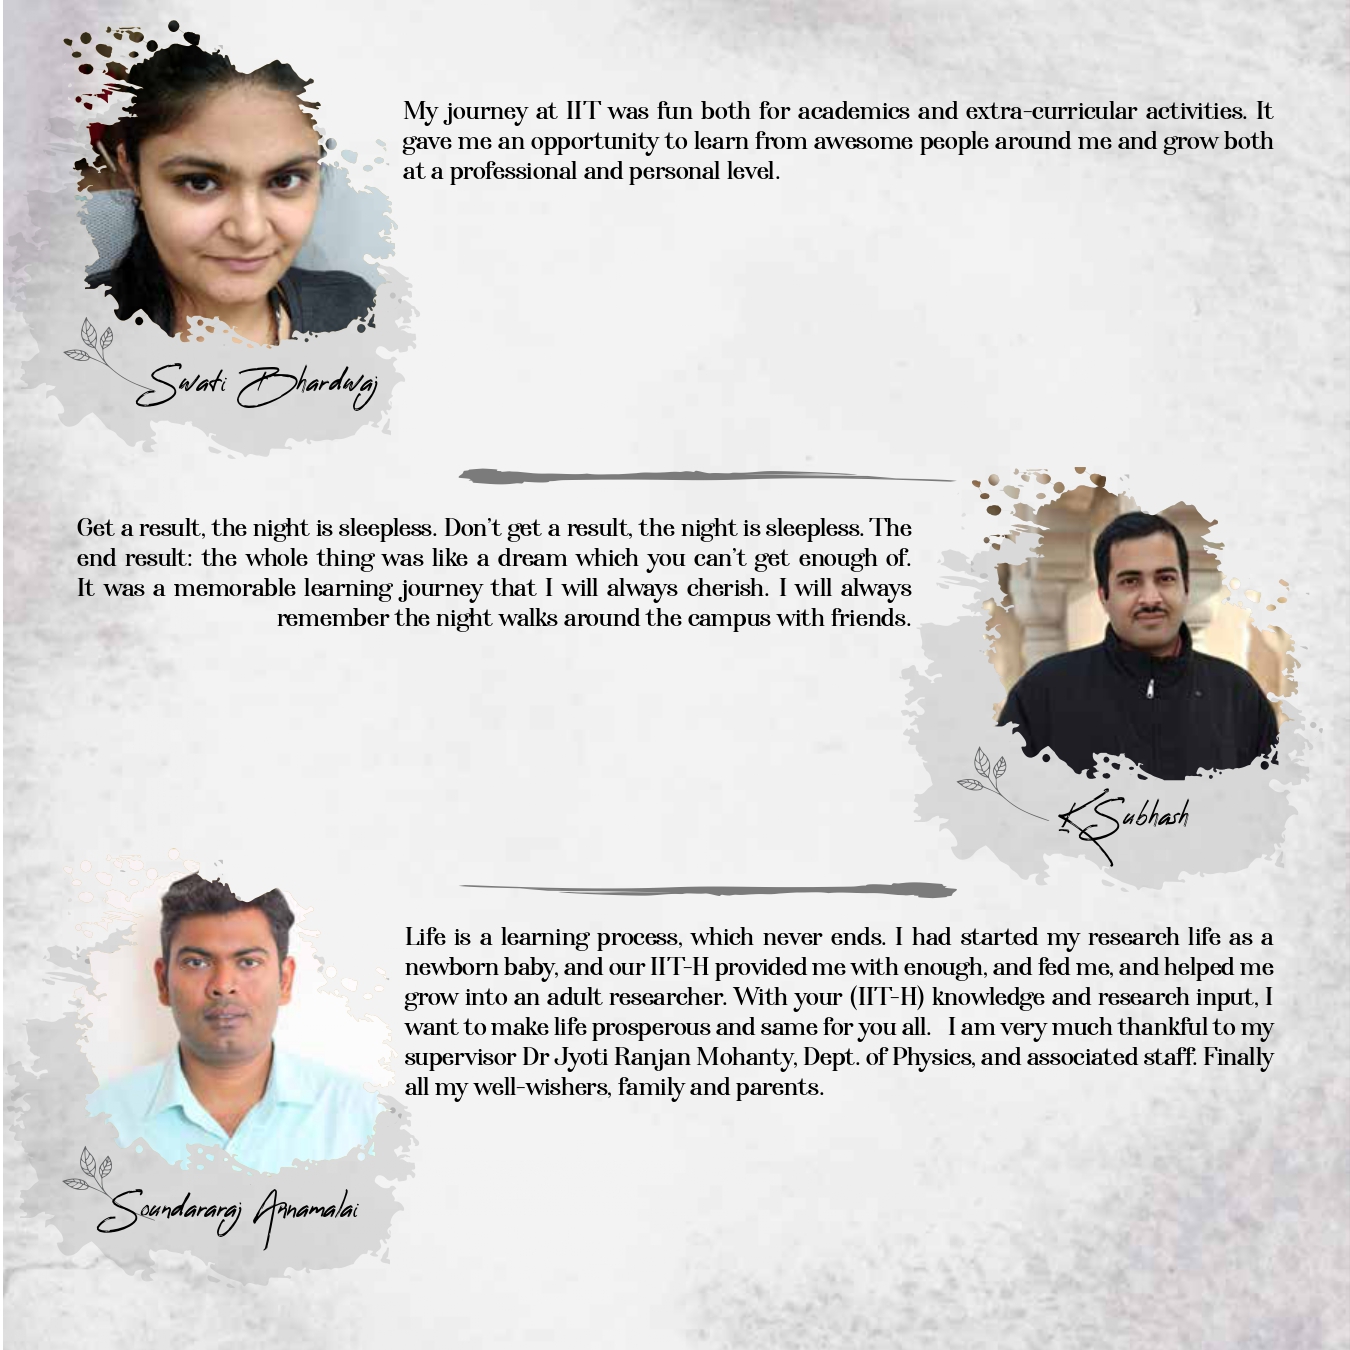 My journey at IIT was fun both for academics and extra-curricular activities. It
gave me an opportunity to learn from awesome people around me and grow both
at a professional and personal level.
Swati Bhardwaj
Get a result, the night is sleepless. Don't get a result, the night is sleepless. The
end result: the whole thing was like a dream which you can't get enough of.
It was a memorable learning journey that I will always cherish. I will always
remember the night walks around the campus with friends.
K Subhash
Life is a learning process, which never ends. I had started my research life as a
newborn baby, and our IIT-H provided me with enough, and fed me, and helped me
grow into an adult researcher. With your (IIT-H) knowledge and research input, I
want to make life prosperous and same for you all. I am very much thankful to my
supervisor Dr Jyoti Ranjan Mohanty, Dept. of Physics, and associated staff. Finally
all my well-wishers, family and parents.
Soundararaj Annamalai